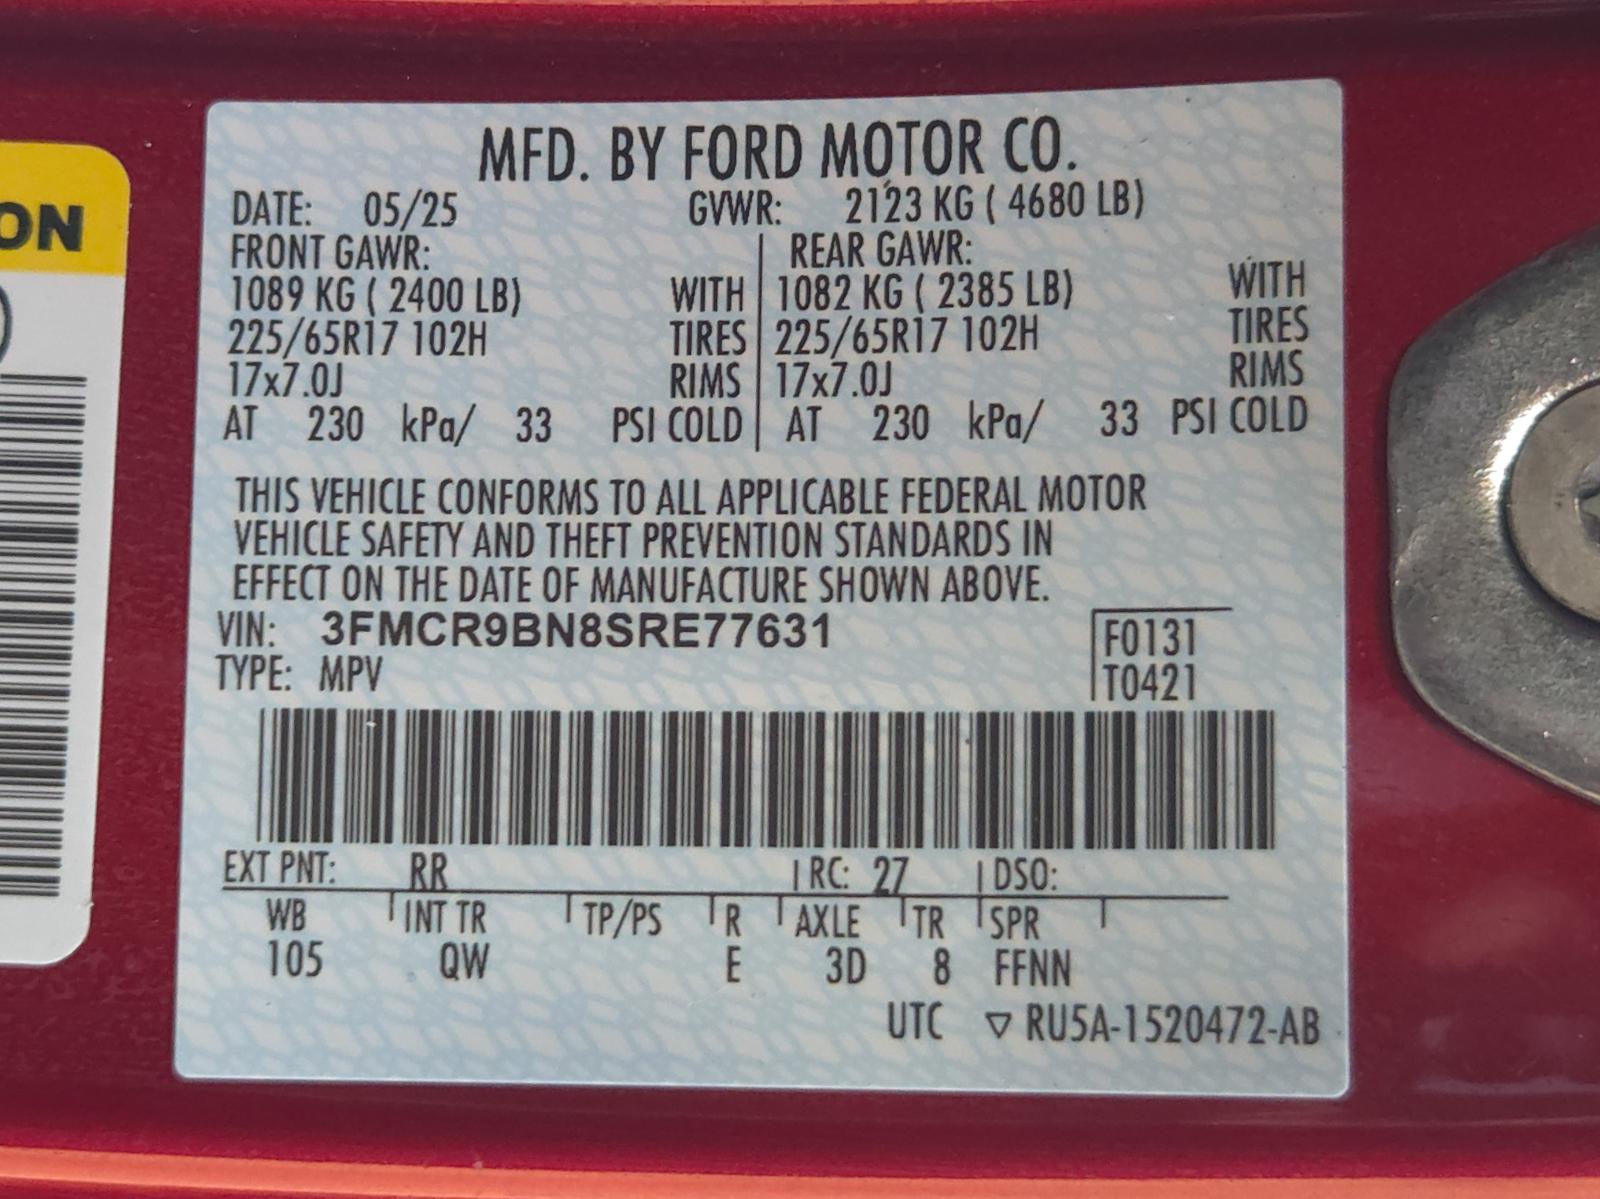 MFD. BY FORD MOTOR CO.
DATE: 05/25 GVWR: 2123 KG ( 4680 LB)
FRONT GAWR: REAR GAWR:
1089 KG ( 2400 LB) WITH 1082 KG ( 2385 LB) WITH
225/65R17 102H TIRES 225/65R17 102H TIRES
17x7.0J RIMS 17x7.0J RIMS
AT 230 kPa/ 33 PSI COLD AT 230 kPa/ 33 PSI COLD
THIS VEHICLE CONFORMS TO ALL APPLICABLE FEDERAL MOTOR
VEHICLE SAFETY AND THEFT PREVENTION STANDARDS IN
EFFECT ON THE DATE OF MANUFACTURE SHOWN ABOVE.
VIN: 3FMCR9BN8SRE77631 F0131
TYPE: MPV T0421
EXT PNT: RR RC: 27 DSO:
WB INT TR TP/PS R AXLE TR SPR
105 QW E 3D 8 FFNN
UTC ▽ RU5A-1520472-AB
ON